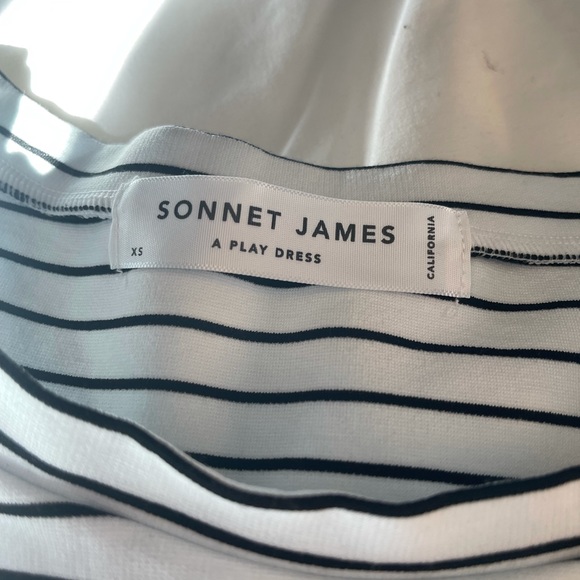 SONNET JAMES
A PLAY DRESS
XS
CALIFORNIA